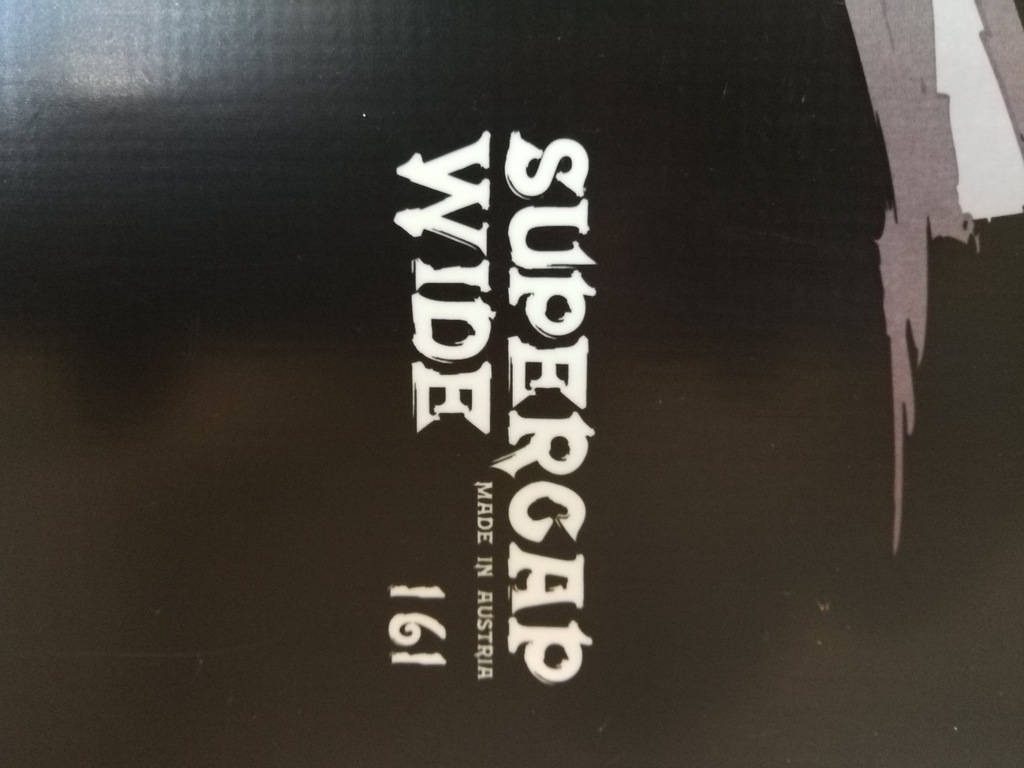 SUPERCAP
MADE IN AUSTRIA
WIDE
161